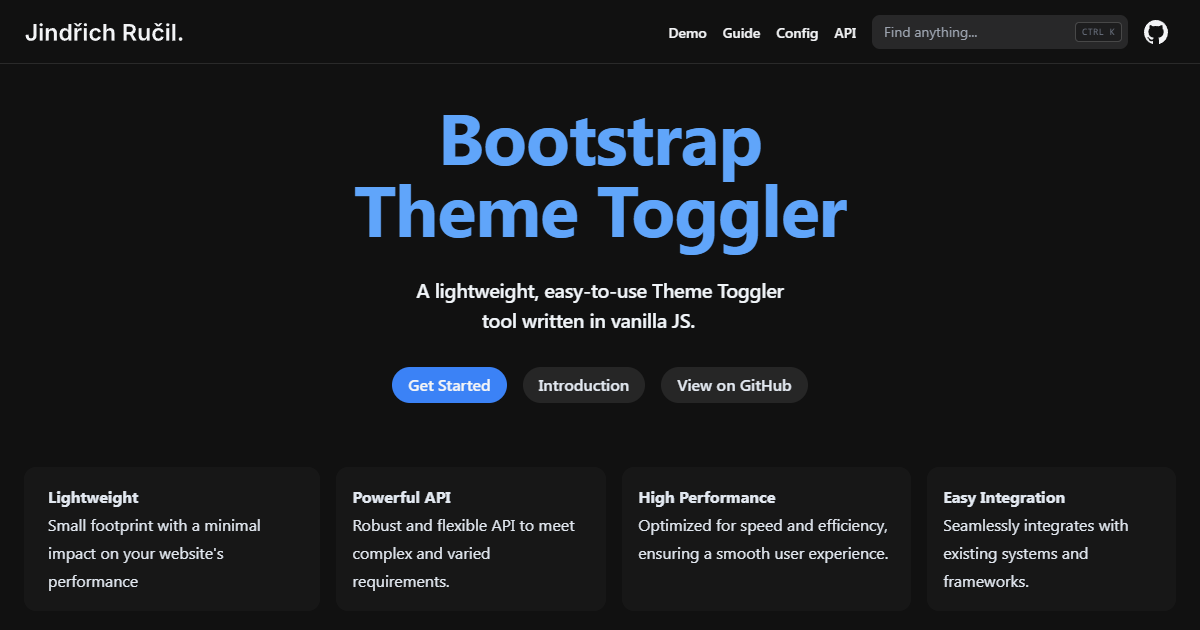 Jindřich Ručil.
Demo Guide Config API Find anything... CTRL K
Bootstrap
Theme Toggler
A lightweight, easy-to-use Theme Toggler
tool written in vanilla JS.
Get Started Introduction View on GitHub
Lightweight
Small footprint with a minimal
impact on your website's
performance
Powerful API
Robust and flexible API to meet
complex and varied
requirements.
High Performance
Optimized for speed and efficiency,
ensuring a smooth user experience.
Easy Integration
Seamlessly integrates with
existing systems and
frameworks.